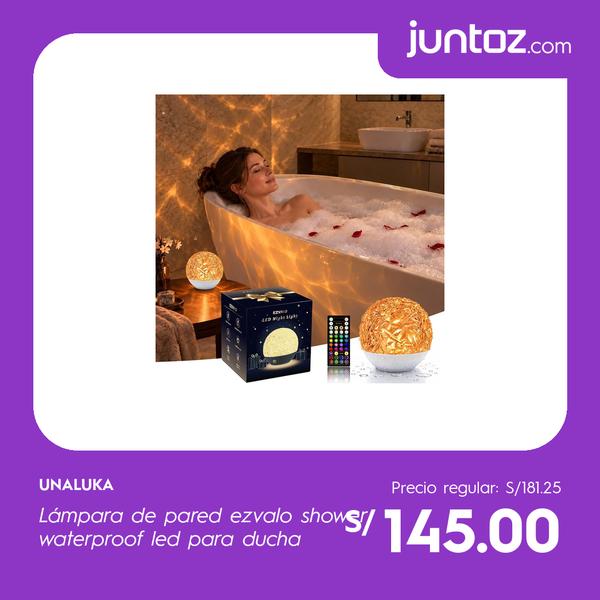 juntoz.com
EZVALO
LED Night Light
UNALUKA
Lámpara de pared ezvalo shower
waterproof led para ducha
Precio regular: S/181.25
S/ 145.00